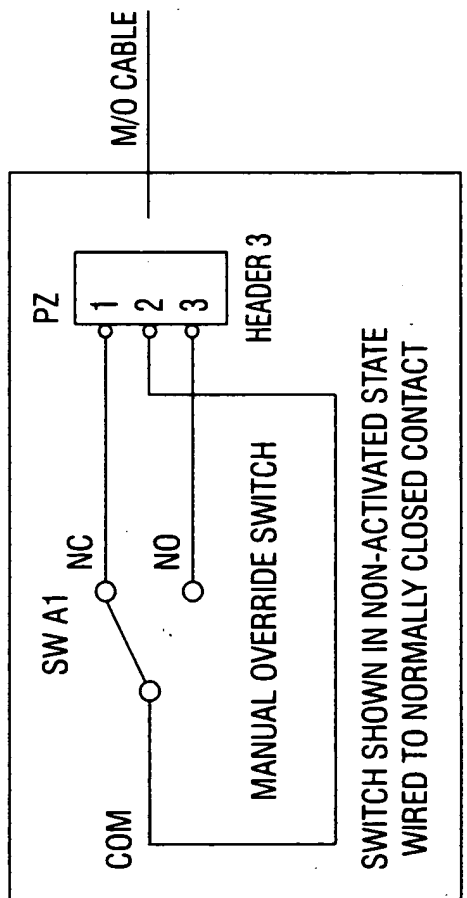 M/O CABLE
PZ
1
2
3
HEADER 3
SW A1
NC
NO
COM
MANUAL OVERRIDE SWITCH
SWITCH SHOWN IN NON-ACTIVATED STATE
WIRED TO NORMALLY CLOSED CONTACT